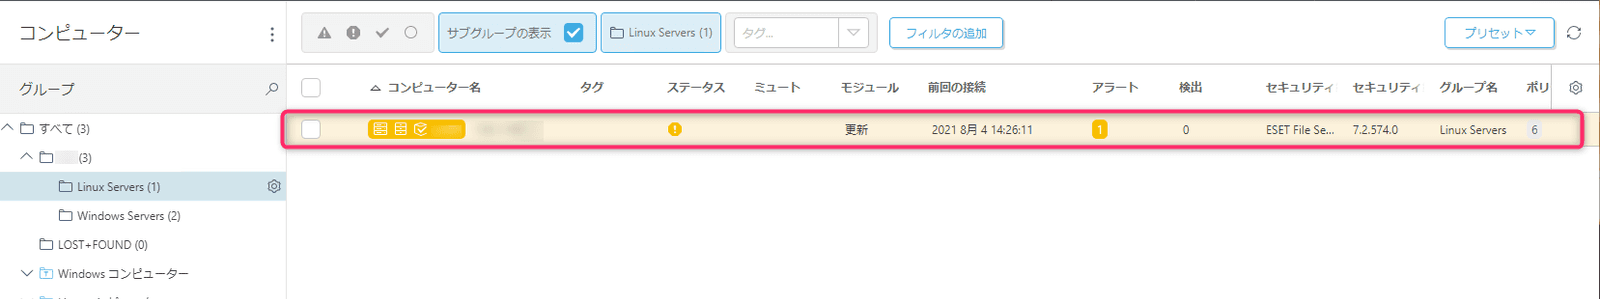 コンピューター
サブグループの表示
Linux Servers (1)
タグ...
フィルタの追加
プリセット
グループ
コンピューター名 タグ ステータス ミュート モジュール 前回の接続 アラート 検出 セキュリティ セキュリティ グループ名 ポリ
すべて (3)
更新 2021 8月 4 14:26:11 1 0 ESET File Se... 7.2.574.0 Linux Servers 6
(3)
Linux Servers (1)
Windows Servers (2)
LOST+FOUND (0)
Windows コンピューター